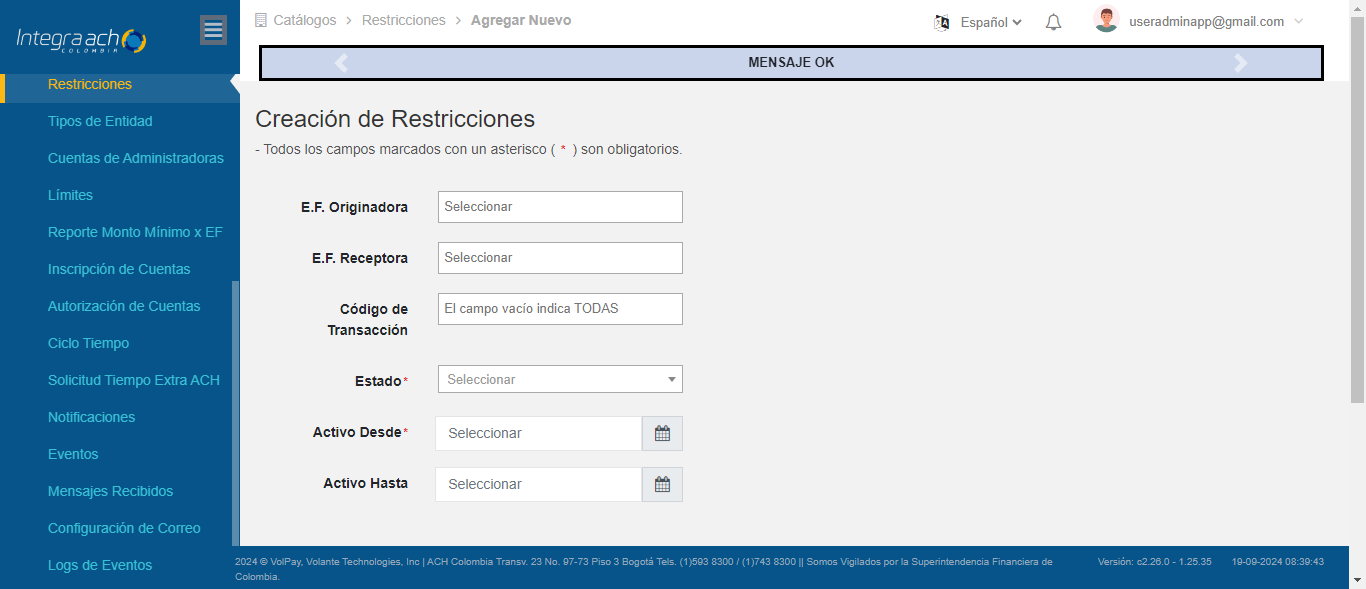 Integra ach
COLOMBIA
Restricciones
Tipos de Entidad
Cuentas de Administradoras
Límites
Reporte Monto Mínimo x EF
Inscripción de Cuentas
Autorización de Cuentas
Ciclo Tiempo
Solicitud Tiempo Extra ACH
Notificaciones
Eventos
Mensajes Recibidos
Configuración de Correo
Logs de Eventos
Catálogos > Restricciones > Agregar Nuevo
Español
useradminapp@gmail.com
MENSAJE OK
Creación de Restricciones
- Todos los campos marcados con un asterisco ( * ) son obligatorios.
E.F. Originadora Seleccionar
E.F. Receptora Seleccionar
Código de El campo vacío indica TODAS
Transacción
Estado* Seleccionar
Activo Desde* Seleccionar
Activo Hasta Seleccionar
2024 © VolPay, Volante Technologies, Inc | ACH Colombia Transv. 23 No. 97-73 Piso 3 Bogotá Tels. (1)593 8300 / (1)743 8300 || Somos Vigilados por la Superintendencia Financiera de
Colombia.
Versión: c2.26.0 - 1.25.35 19-09-2024 08:39:43